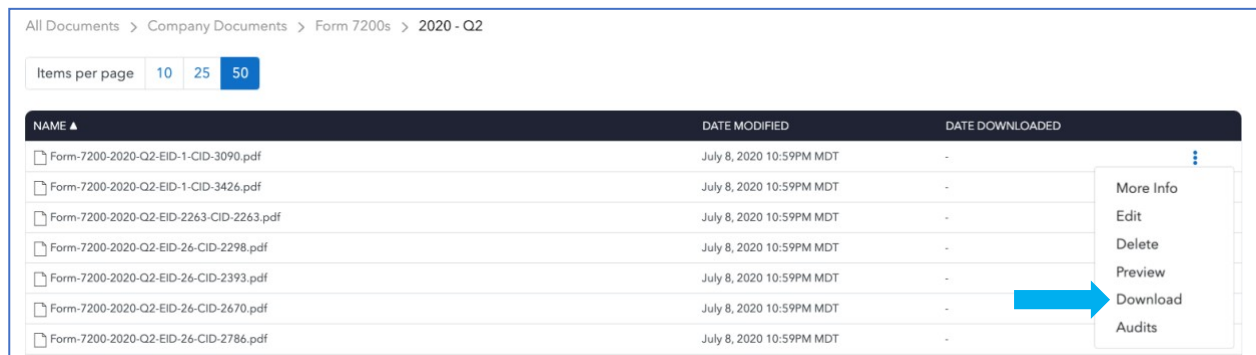 All Documents > Company Documents > Form 7200s > 2020 - Q2
Items per page 10 25 50
NAME ▲ DATE MODIFIED DATE DOWNLOADED
Form-7200-2020-Q2-EID-1-CID-3090.pdf July 8, 2020 10:59PM MDT -
Form-7200-2020-Q2-EID-1-CID-3426.pdf July 8, 2020 10:59PM MDT -
Form-7200-2020-Q2-EID-2263-CID-2263.pdf July 8, 2020 10:59PM MDT -
Form-7200-2020-Q2-EID-26-CID-2298.pdf July 8, 2020 10:59PM MDT -
Form-7200-2020-Q2-EID-26-CID-2393.pdf July 8, 2020 10:59PM MDT -
Form-7200-2020-Q2-EID-26-CID-2670.pdf July 8, 2020 10:59PM MDT -
Form-7200-2020-Q2-EID-26-CID-2786.pdf July 8, 2020 10:59PM MDT -
More Info
Edit
Delete
Preview
Download
Audits